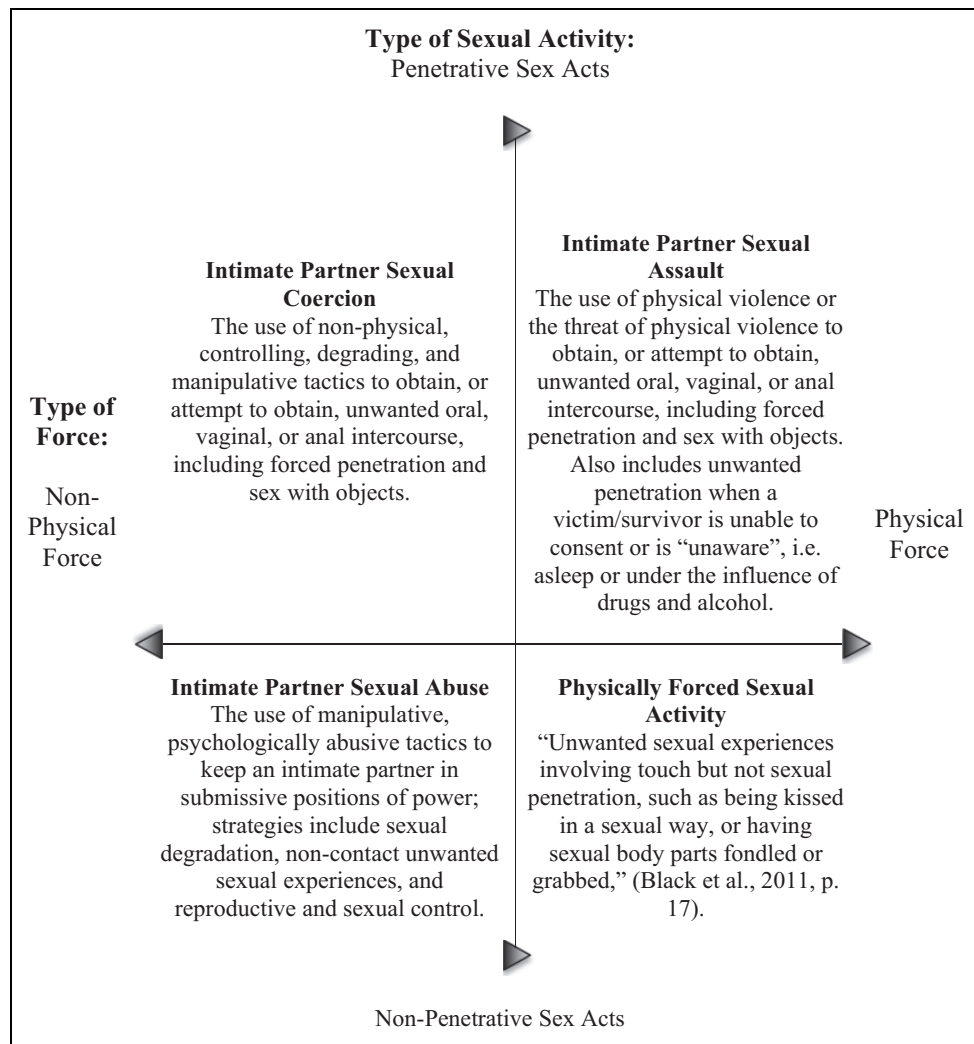 Type of Sexual Activity:
Penetrative Sex Acts
Intimate Partner Sexual
Coercion
The use of non-physical,
controlling, degrading, and
manipulative tactics to obtain, or
attempt to obtain, unwanted oral,
vaginal, or anal intercourse,
including forced penetration and
sex with objects.
Intimate Partner Sexual
Assault
The use of physical violence or
the threat of physical violence to
obtain, or attempt to obtain,
unwanted oral, vaginal, or anal
intercourse, including forced
penetration and sex with objects.
Also includes unwanted
penetration when a
victim/survivor is unable to
consent or is “unaware”, i.e.
asleep or under the influence of
drugs and alcohol.
Type of
Force:
Non-
Physical
Force
Physical
Force
Intimate Partner Sexual Abuse
The use of manipulative,
psychologically abusive tactics to
keep an intimate partner in
submissive positions of power;
strategies include sexual
degradation, non-contact unwanted
sexual experiences, and
reproductive and sexual control.
Physically Forced Sexual
Activity
“Unwanted sexual experiences
involving touch but not sexual
penetration, such as being kissed
in a sexual way, or having
sexual body parts fondled or
grabbed,” (Black et al., 2011, p.
17).
Non-Penetrative Sex Acts